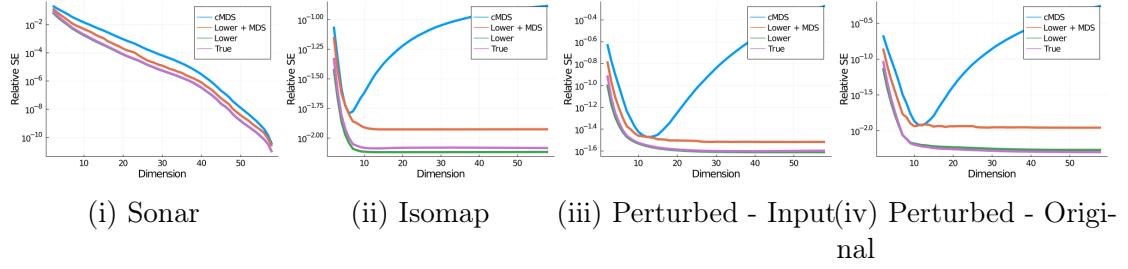 Relative SE
10^-2
10^-4
10^-6
10^-8
10^-10
10 20 30 40 50
Dimension
cMDS
Lower + MDS
Lower
True
(i) Sonar
Relative SE
10^-1.00
10^-1.25
10^-1.50
10^-1.75
10^-2.00
10 20 30 40 50
Dimension
cMDS
Lower + MDS
Lower
True
(ii) Isomap
Relative SE
10^-0.4
10^-0.6
10^-0.8
10^-1.0
10^-1.2
10^-1.4
10^-1.6
10 20 30 40 50
Dimension
cMDS
Lower + MDS
Lower
True
(iii) Perturbed - Input
Relative SE
10^-0.5
10^-1.0
10^-1.5
10^-2.0
10 20 30 40 50
Dimension
cMDS
Lower + MDS
Lower
True
(iv) Perturbed - Origi-
nal